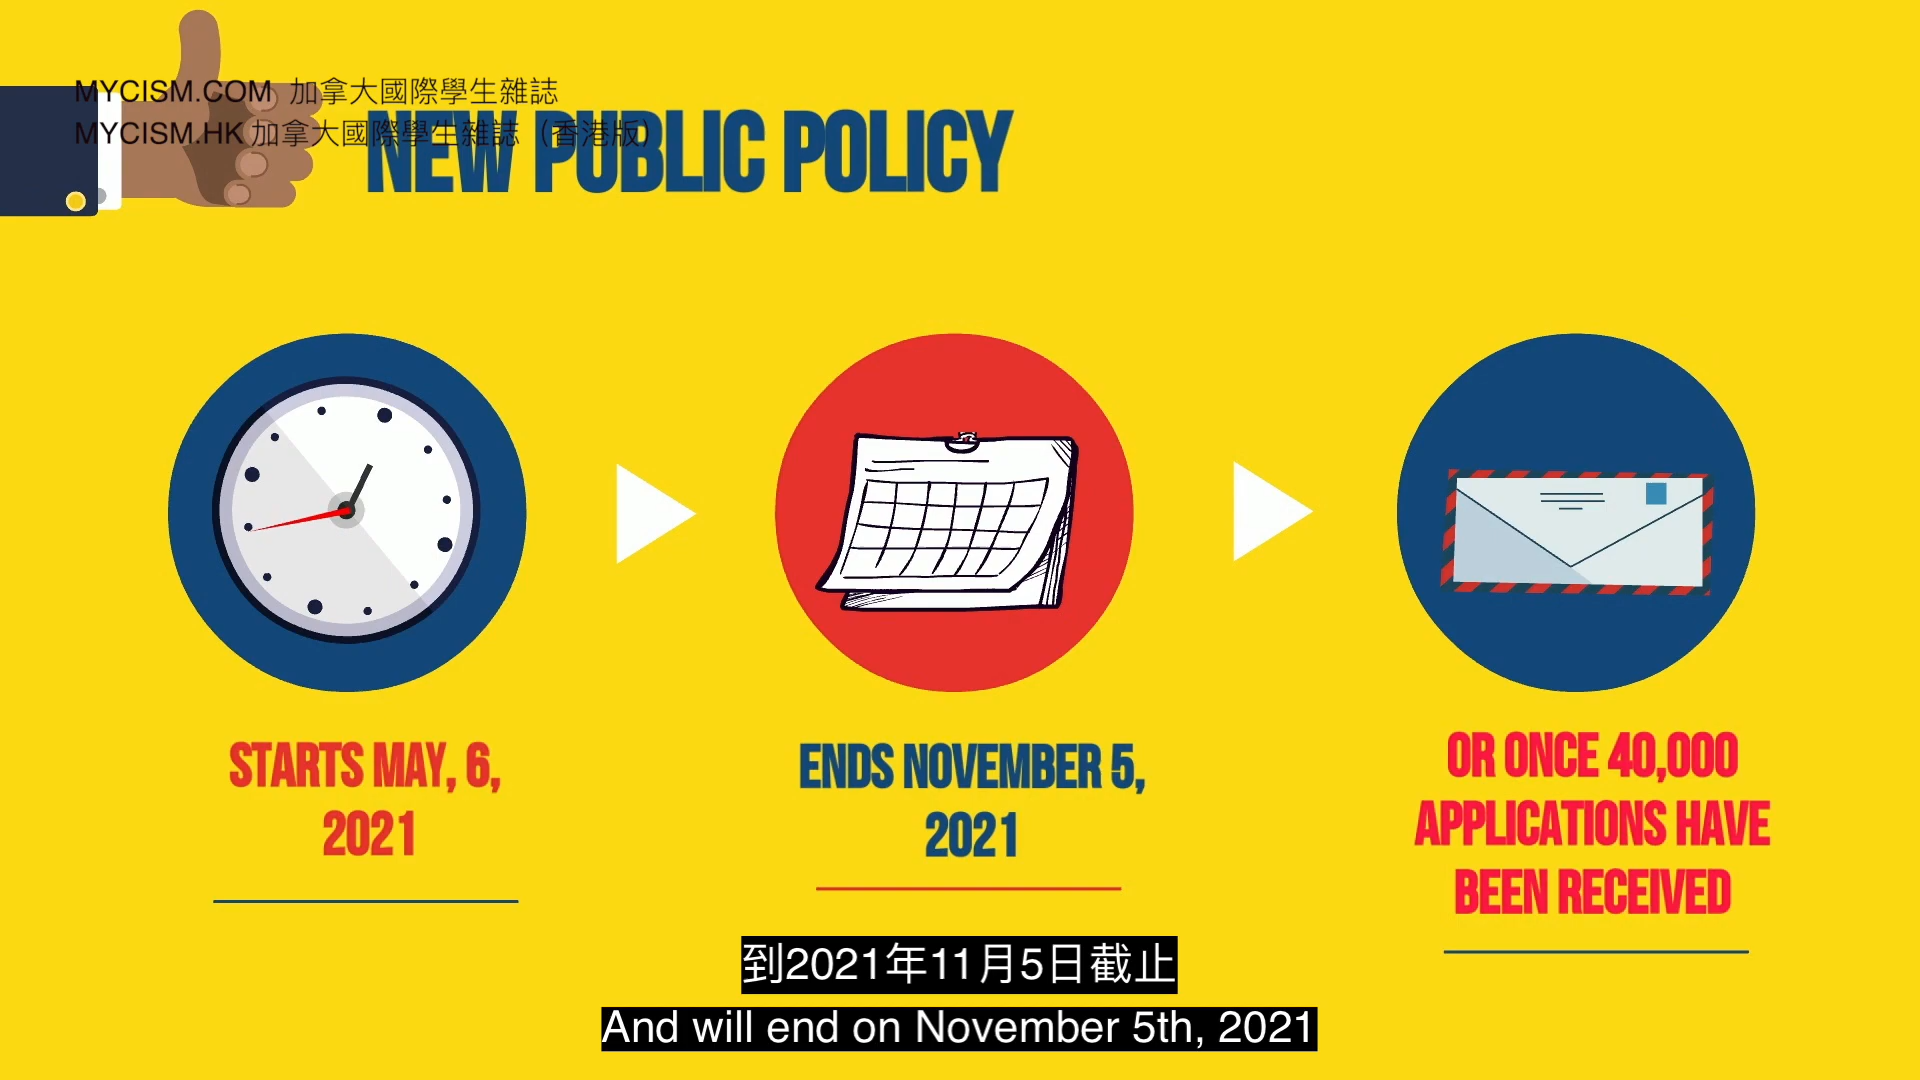 MYCISM.COM 加拿大國際學生雜誌
MYCISM.HK 加拿大國際學生雜誌（香港版）
NEW PUBLIC POLICY
STARTS MAY, 6,
2021
ENDS NOVEMBER 5,
2021
OR ONCE 40,000
APPLICATIONS HAVE
BEEN RECEIVED
到2021年11月5日截止
And will end on November 5th, 2021